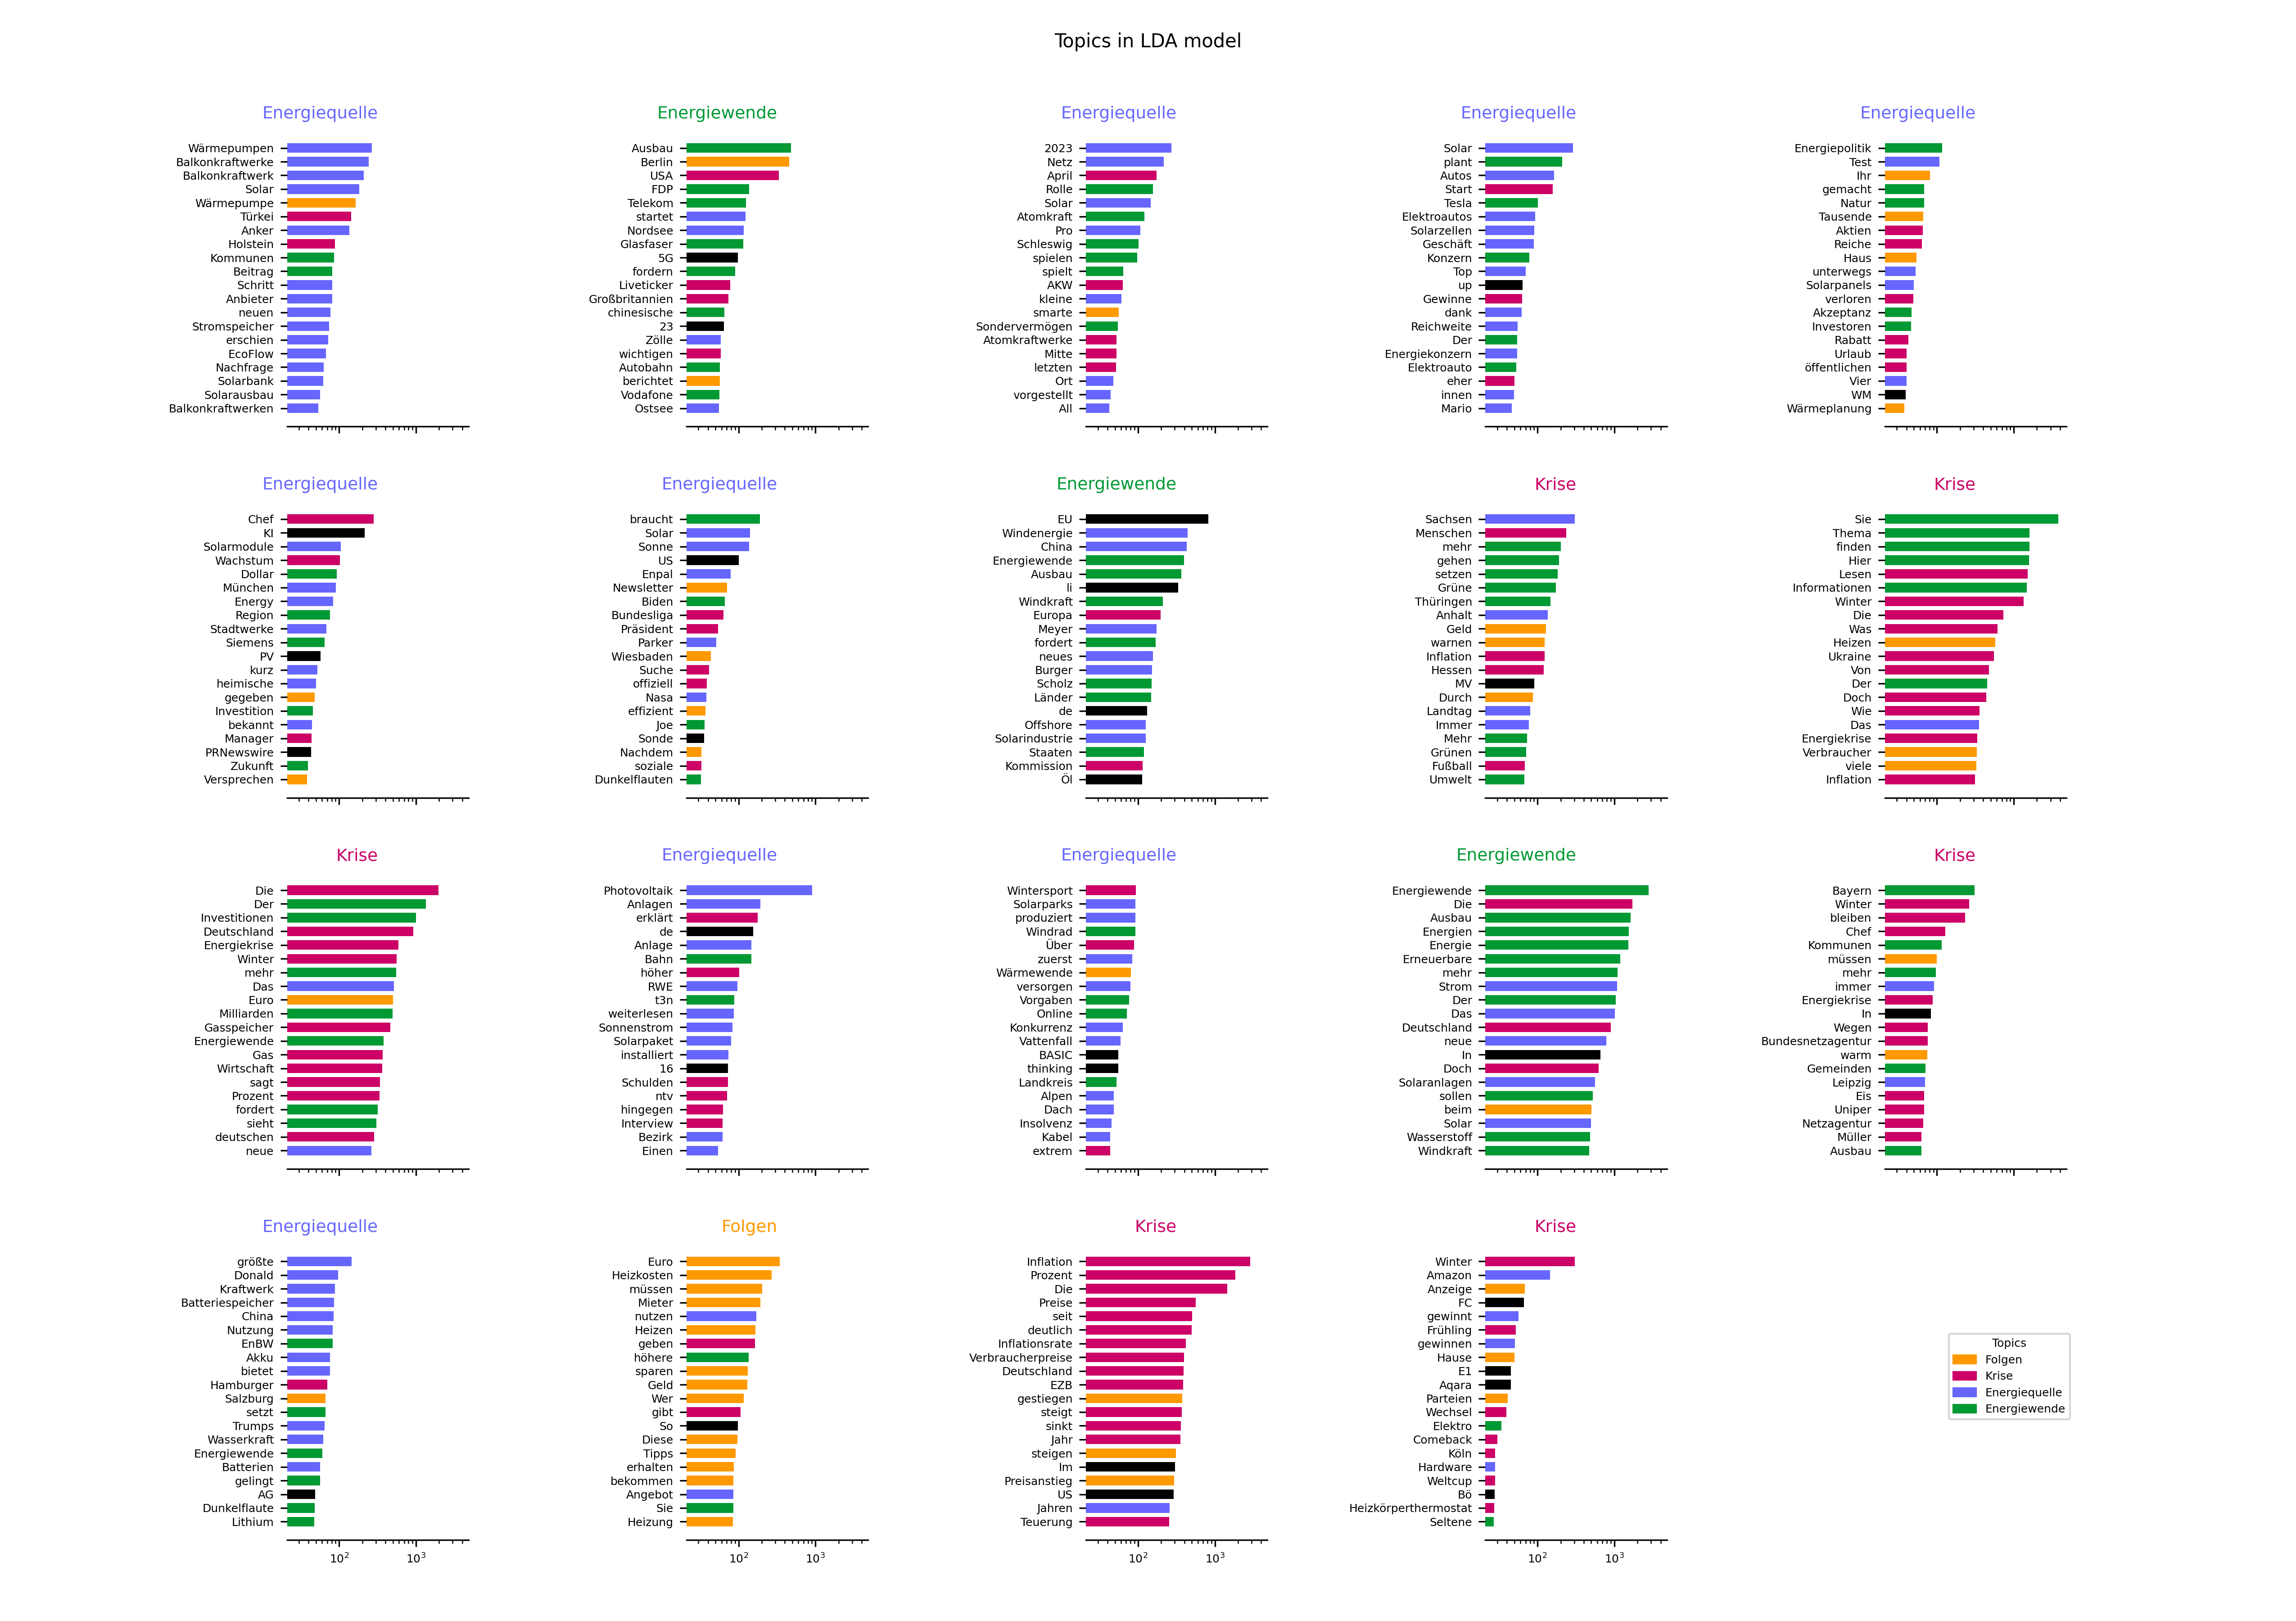 Topics in LDA model
Energiequelle
Wärmepumpen
Balkonkraftwerke
Balkonkraftwerk
Solar
Wärmepumpe
Türkei
Anker
Holstein
Kommunen
Beitrag
Schritt
Anbieter
neuen
Stromspeicher
erschien
EcoFlow
Nachfrage
Solarbank
Solarausbau
Balkonkraftwerken
Energiewende
Ausbau
Berlin
USA
FDP
Telekom
startet
Nordsee
Glasfaser
5G
fordern
Liveticker
Großbritannien
chinesische
23
Zölle
wichtigen
Autobahn
berichtet
Vodafone
Ostsee
Energiequelle
2023
Netz
April
Rolle
Solar
Atomkraft
Pro
Schleswig
spielen
spielt
AKW
kleine
smarte
Sondervermögen
Atomkraftwerke
Mitte
letzten
Ort
vorgestellt
All
Energiequelle
Solar
plant
Autos
Start
Tesla
Elektroautos
Solarzellen
Geschäft
Konzern
Top
up
Gewinne
dank
Reichweite
Der
Energiekonzern
Elektroauto
eher
innen
Mario
Energiequelle
Energiepolitik
Test
Ihr
gemacht
Natur
Tausende
Aktien
Reiche
Haus
unterwegs
Solarpanels
verloren
Akzeptanz
Investoren
Rabatt
Urlaub
öffentlichen
Vier
WM
Wärmeplanung
Energiequelle
Chef
KI
Solarmodule
Wachstum
Dollar
München
Energy
Region
Stadtwerke
Siemens
PV
kurz
heimische
gegeben
Investition
bekannt
Manager
PRNewswire
Zukunft
Versprechen
Energiequelle
braucht
Solar
Sonne
US
Enpal
Newsletter
Biden
Bundesliga
Präsident
Parker
Wiesbaden
Suche
offiziell
Nasa
effizient
Joe
Sonde
Nachdem
soziale
Dunkelflauten
Energiewende
EU
Windenergie
China
Energiewende
Ausbau
li
Windkraft
Europa
Meyer
fordert
neues
Burger
Scholz
Länder
de
Offshore
Solarindustrie
Staaten
Kommission
Öl
Krise
Sachsen
Menschen
mehr
gehen
setzen
Grüne
Thüringen
Anhalt
Geld
warnen
Inflation
Hessen
MV
Durch
Landtag
Immer
Mehr
Grünen
Fußball
Umwelt
Krise
Sie
Thema
finden
Hier
Lesen
Informationen
Winter
Die
Was
Heizen
Ukraine
Von
Der
Doch
Wie
Das
Energiekrise
Verbraucher
viele
Inflation
Krise
Die
Der
Investitionen
Deutschland
Energiekrise
Winter
mehr
Das
Euro
Milliarden
Gasspeicher
Energiewende
Gas
Wirtschaft
sagt
Prozent
fordert
sieht
deutschen
neue
Energiequelle
Photovoltaik
Anlagen
erklärt
de
Anlage
Bahn
höher
RWE
t3n
weiterlesen
Sonnenstrom
Solarpaket
installiert
16
Schulden
ntv
hingegen
Interview
Bezirk
Einen
Energiequelle
Wintersport
Solarparks
produziert
Windrad
Über
zuerst
Wärmewende
versorgen
Vorgaben
Online
Konkurrenz
Vattenfall
BASIC
thinking
Landkreis
Alpen
Dach
Insolvenz
Kabel
extrem
Energiewende
Energiewende
Die
Ausbau
Energien
Energie
Erneuerbare
mehr
Strom
Der
Das
Deutschland
neue
In
Doch
Solaranlagen
sollen
beim
Solar
Wasserstoff
Windkraft
Krise
Bayern
Winter
bleiben
Chef
Kommunen
müssen
mehr
immer
Energiekrise
In
Wegen
Bundesnetzagentur
warm
Gemeinden
Leipzig
Eis
Uniper
Netzagentur
Müller
Ausbau
Energiequelle
größte
Donald
Kraftwerk
Batteriespeicher
China
Nutzung
EnBW
Akku
bietet
Hamburger
Salzburg
setzt
Trumps
Wasserkraft
Energiewende
Batterien
gelingt
AG
Dunkelflaute
Lithium
10² 10³
Folgen
Euro
Heizkosten
müssen
Mieter
nutzen
Heizen
geben
höhere
sparen
Geld
Wer
gibt
So
Diese
Tipps
erhalten
bekommen
Angebot
Sie
Heizung
10² 10³
Krise
Inflation
Prozent
Die
Preise
seit
deutlich
Inflationsrate
Verbraucherpreise
Deutschland
EZB
gestiegen
steigt
sinkt
Jahr
steigen
Im
Preisanstieg
US
Jahren
Teuerung
10² 10³
Krise
Winter
Amazon
Anzeige
FC
gewinnt
Frühling
gewinnen
Hause
E1
Aqara
Parteien
Wechsel
Elektro
Comeback
Köln
Hardware
Weltcup
Bö
Heizkörperthermostat
Seltene
10² 10³
Topics
Folgen
Krise
Energiequelle
Energiewende